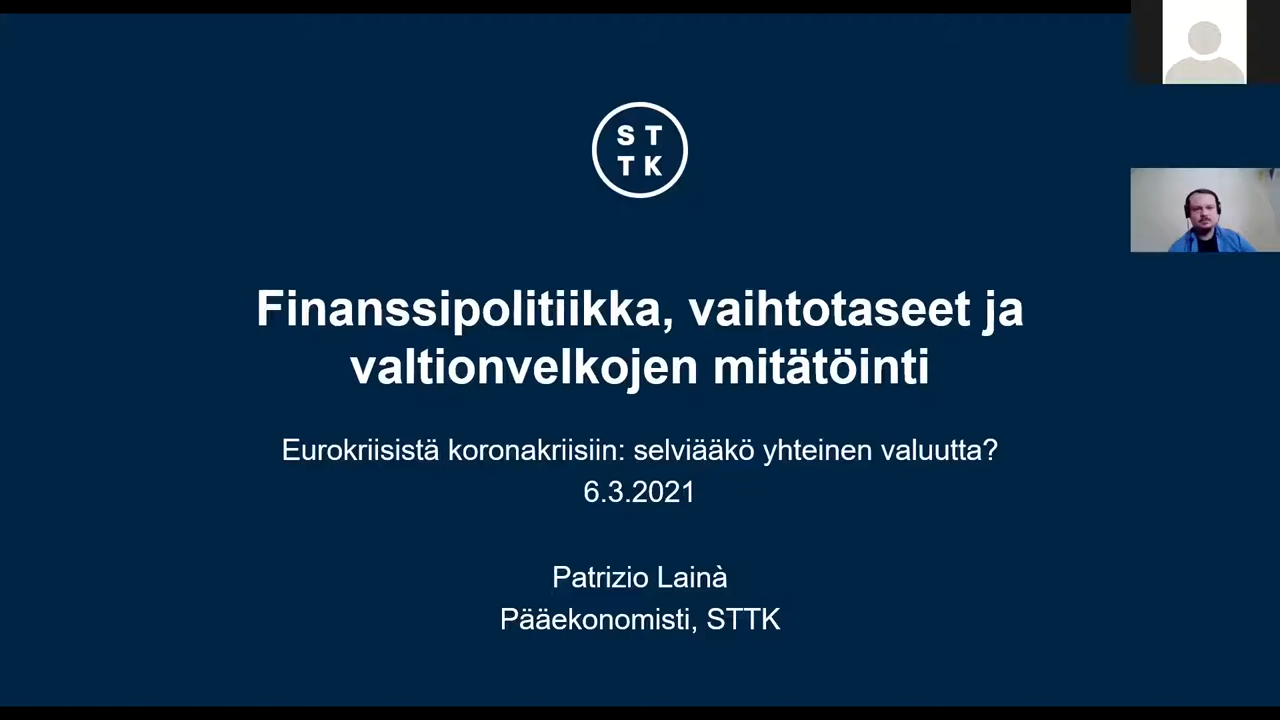 S T
T K
Finanssipolitiikka, vaihtotaseet ja
valtionvelkojen mitätöinti
Eurokriisistä koronakriisiin: selviääkö yhteinen valuutta?
6.3.2021
Patrizio Lainà
Pääekonomisti, STTK